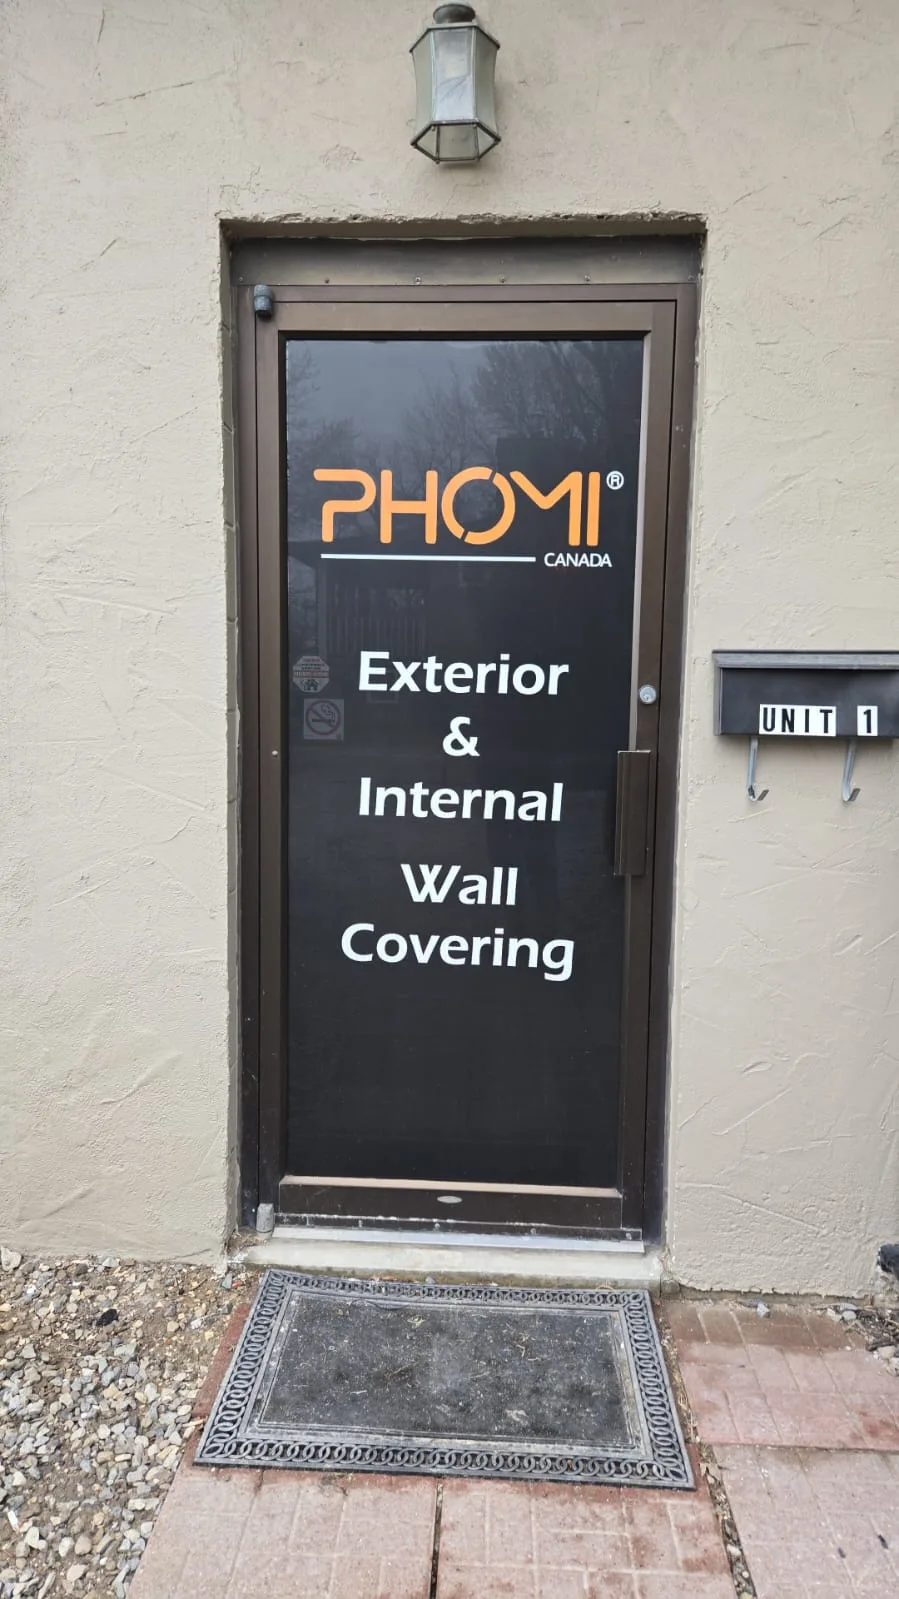 PHOMI®
CANADA
Exterior
&
Internal
Wall
Covering
UNIT 1